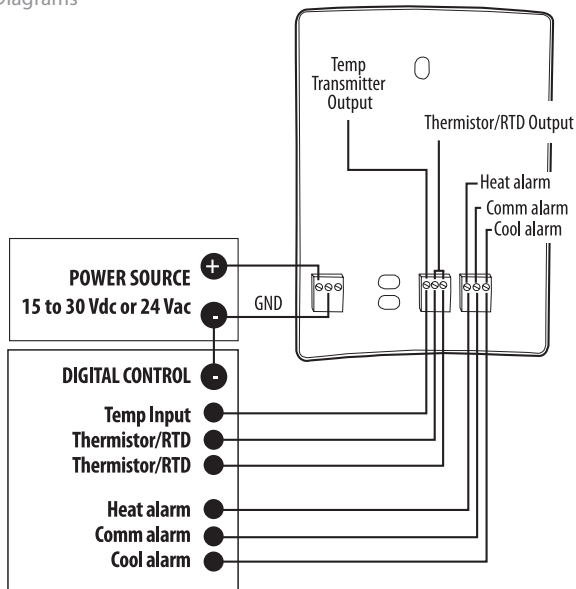 Diagrams
Temp
Transmitter
Output
Thermistor/RTD Output
Heat alarm
Comm alarm
Cool alarm
+
POWER SOURCE
15 to 30 Vdc or 24 Vac
-
GND
DIGITAL CONTROL
-
Temp Input
Thermistor/RTD
Thermistor/RTD
Heat alarm
Comm alarm
Cool alarm